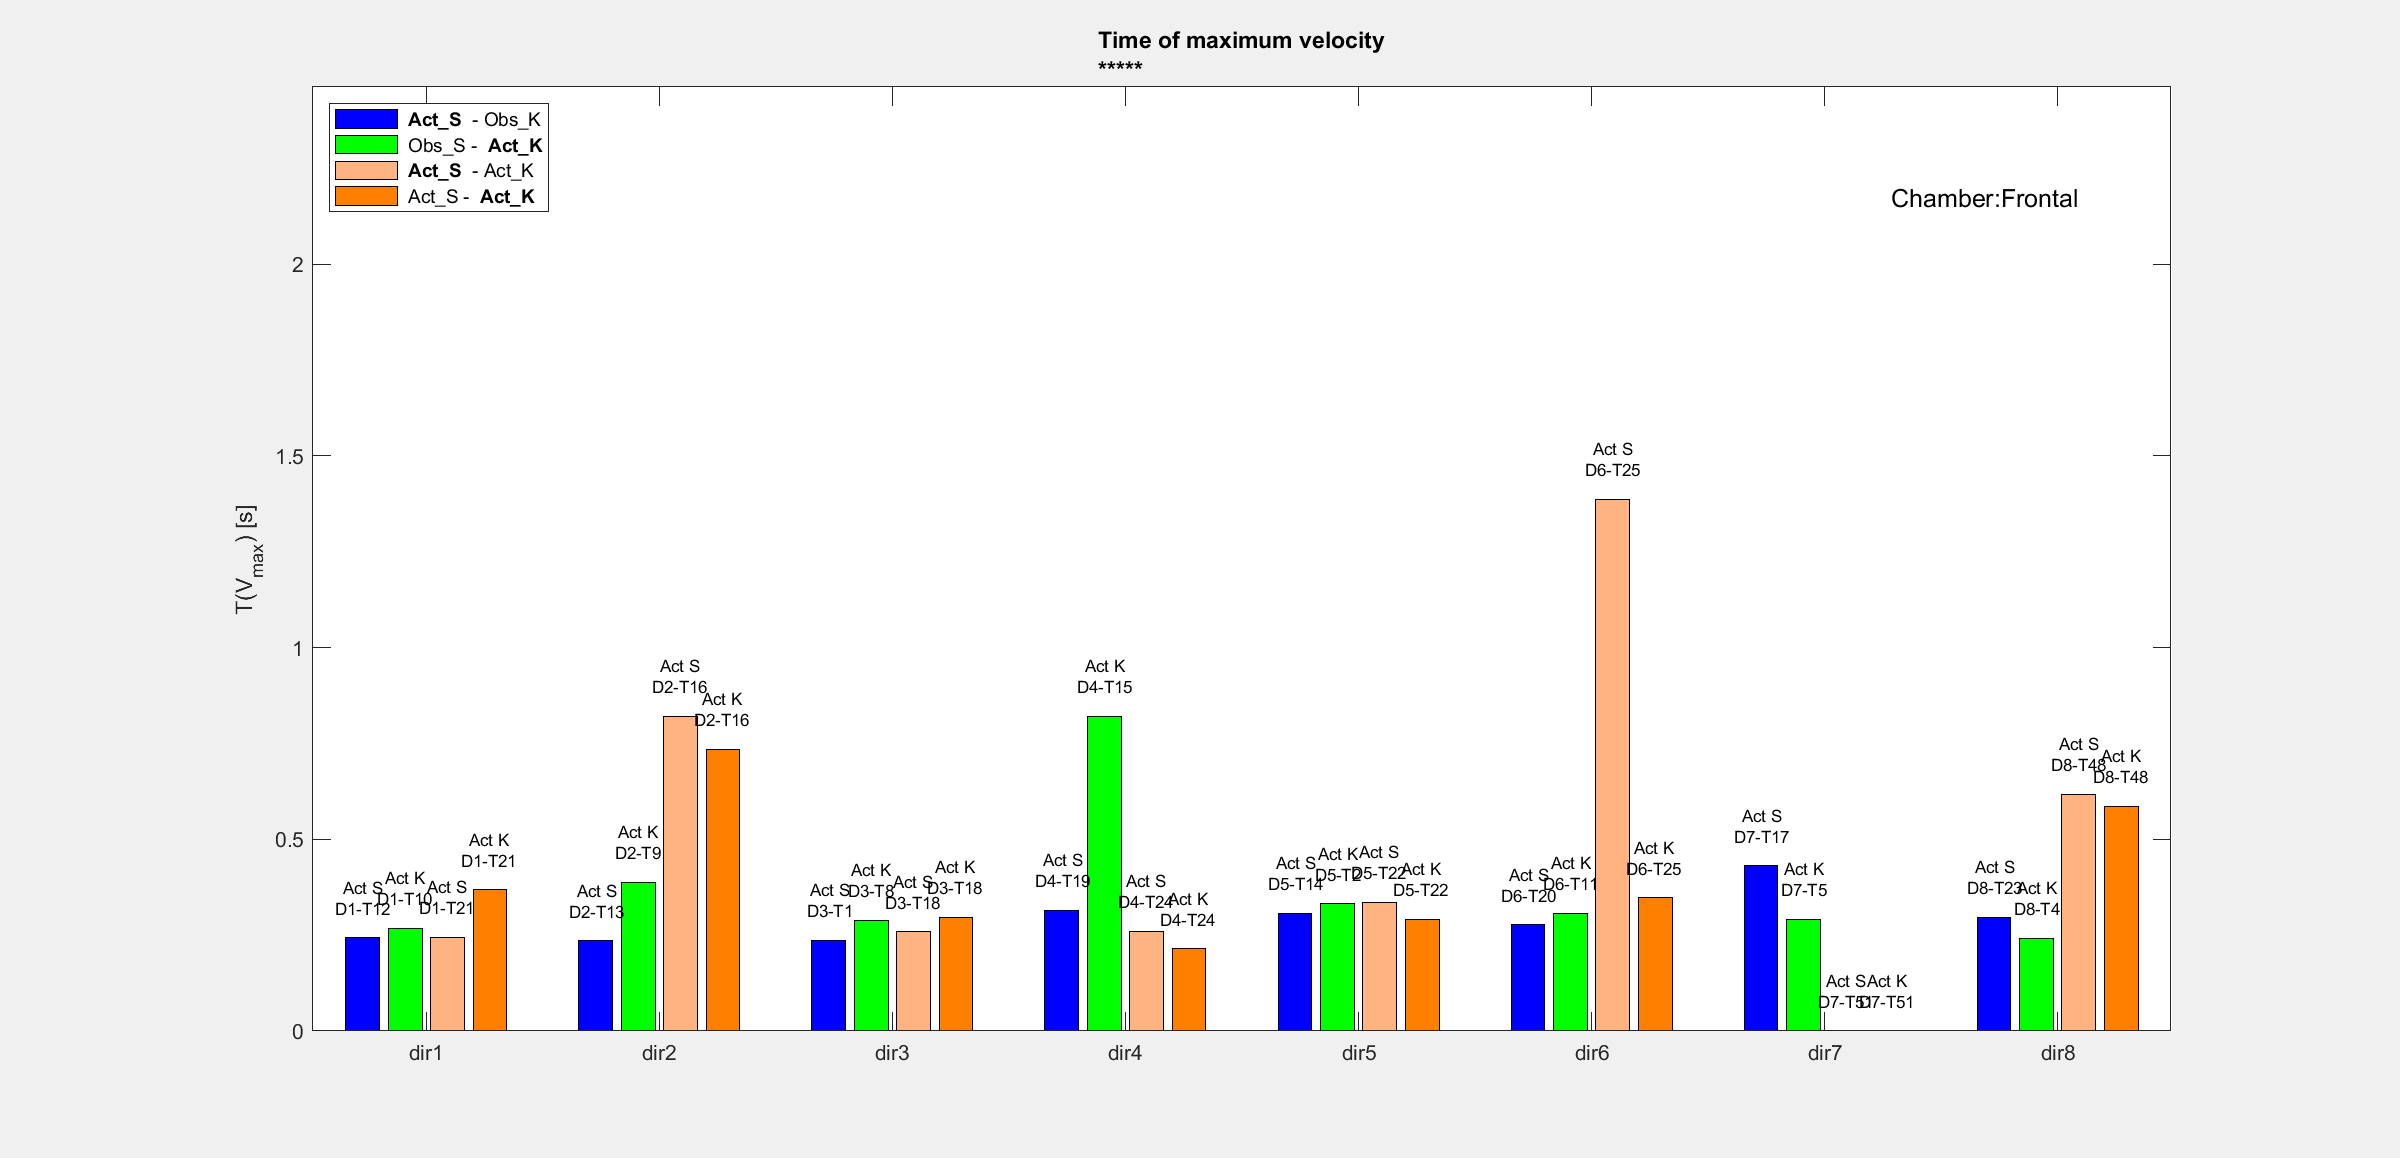 Time of maximum velocity
*****
Act_S - Obs_K
Obs_S - Act_K
Act_S - Act_K
Act_S - Act_K
Chamber:Frontal
T(Vmax) [s]
2
1.5
1
0.5
0
Act S
D1-T12
Act K
D1-T10
Act S
D1-T21
Act K
D1-T21
Act S
D2-T13
Act K
D2-T9
Act S
D2-T16
Act K
D2-T16
Act S
D3-T1
Act K
D3-T8
Act S
D3-T18
Act K
D3-T18
Act S
D4-T19
Act K
D4-T15
Act S
D4-T24
Act K
D4-T24
Act S
D5-T14
Act K
D5-T2
Act S
D5-T22
Act K
D5-T22
Act S
D6-T20
Act K
D6-T11
Act S
D6-T25
Act K
D6-T25
Act S
D7-T17
Act K
D7-T5
Act S
D7-T51
Act K
D7-T51
Act S
D8-T23
Act K
D8-T4
Act S
D8-T48
Act K
D8-T48
dir1
dir2
dir3
dir4
dir5
dir6
dir7
dir8